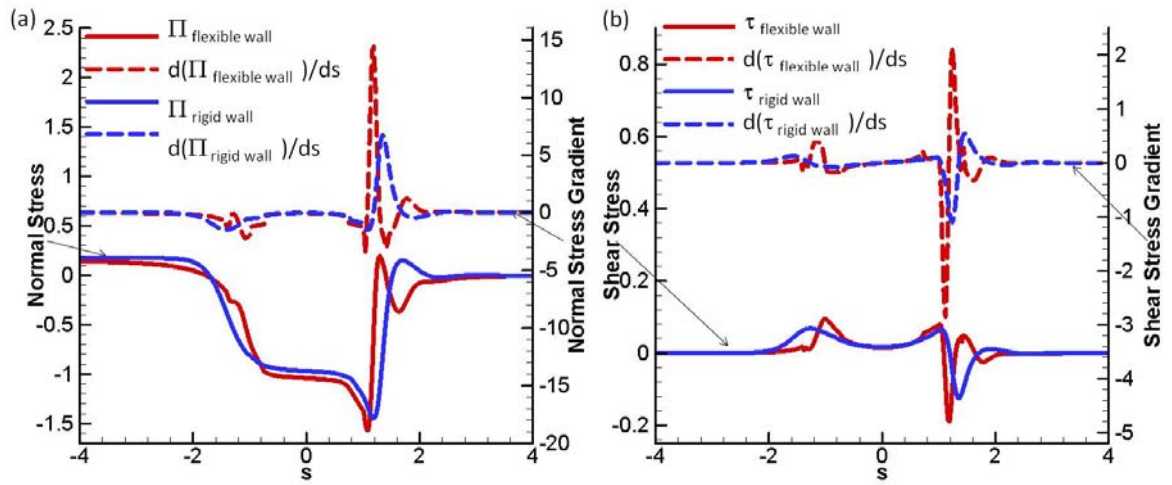 (a)
2.5
2
1.5
1
0.5
0
-0.5
-1
-1.5
Normal Stress
Π flexible wall
d(Π flexible wall )/ds
Π rigid wall
d(Π rigid wall )/ds
15
10
5
0
-5
-10
-15
-20
Normal Stress Gradient
-4 -2 0 2 4
s
(b)
0.8
0.6
0.4
0.2
0
-0.2
Shear Stress
τ flexible wall
d(τ flexible wall )/ds
τ rigid wall
d(τ rigid wall )/ds
2
1
0
-1
-2
-3
-4
-5
Shear Stress Gradient
-4 -2 0 2 4
s